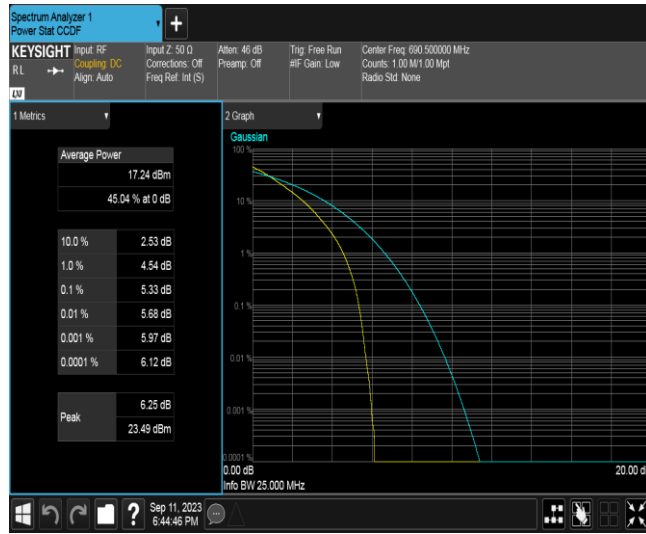 Spectrum Analyzer 1
Power Stat CCDF
+
KEYSIGHT
RL
LXI
Input: RF
Coupling: DC
Align: Auto
Input Z: 50 Ω
Corrections: Off
Freq Ref: Int (S)
Atten: 46 dB
Preamp: Off
Trig: Free Run
#IF Gain: Low
Center Freq: 690.500000 MHz
Counts: 1.00 M/1.00 Mpt
Radio Std: None
1 Metrics
Average Power
17.24 dBm
45.04 % at 0 dB
10.0 % 2.53 dB
1.0 % 4.54 dB
0.1 % 5.33 dB
0.01 % 5.68 dB
0.001 % 5.97 dB
0.0001 % 6.12 dB
Peak
6.25 dB
23.49 dBm
2 Graph
Gaussian
100 %
10 %
1 %
0.1 %
0.01 %
0.001 %
0.0001 %
0.00 dB
20.00 d
Info BW 25.000 MHz
?
Sep 11, 2023
6:44:46 PM